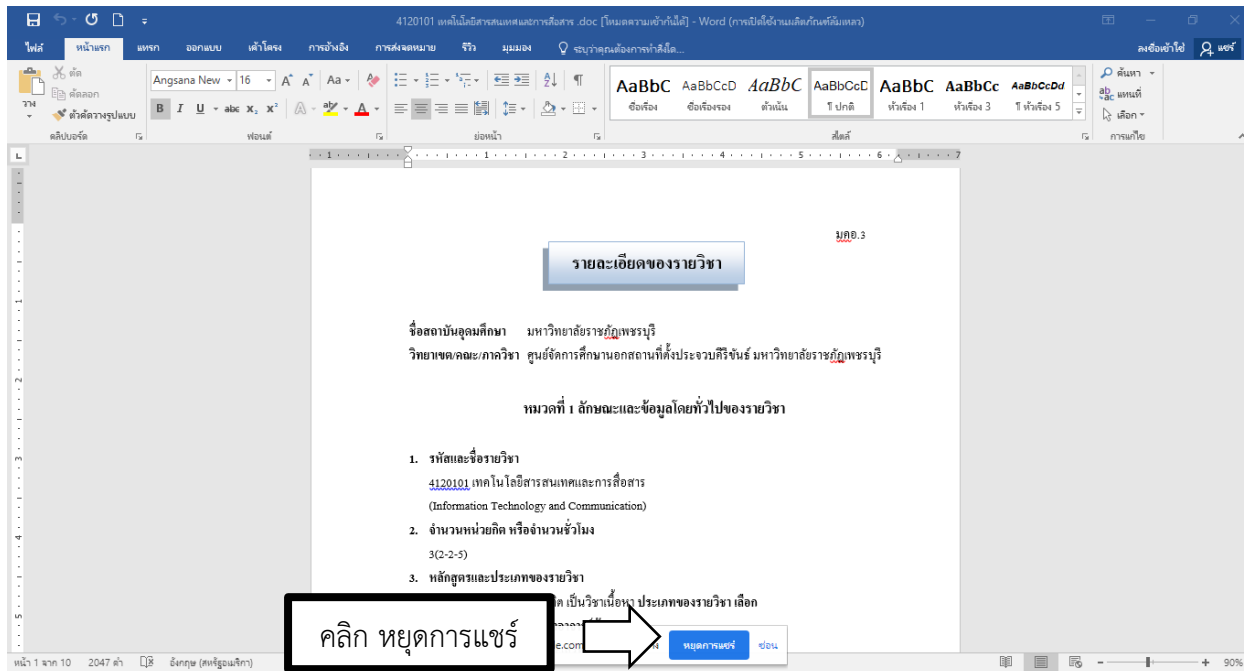 4120101 เทคโนโลยีสารสนเทศและการสื่อสาร .doc [โหมดความเข้ากันได้] - Word (การเปิดใช้งานผลิตภัณฑ์ล้มเหลว)
ไฟล์ หน้าแรก แทรก ออกแบบ เค้าโครง การอ้างอิง การส่งจดหมาย รีวิว มุมมอง ระบุว่าคุณต้องการทำสิ่งใด... ลงชื่อเข้าใช้ แชร์
วาง ตัด คัดลอก ตัวคัดวางรูปแบบ
Angsana New 16
AaBbC AaBbCcD AaBbC AaBbCcD AaBbC AaBbCc AaBbCcDd
ชื่อเรื่อง ชื่อเรื่องรอง ตัวเน้น ¶ ปกติ หัวเรื่อง 1 หัวเรื่อง 3 ¶ หัวเรื่อง 5
ค้นหา
แทนที่
เลือก
คลิปบอร์ด ฟอนต์ ย่อหน้า สไตล์ การแก้ไข
มคอ.3
รายละเอียดของรายวิชา
ชื่อสถาบันอุดมศึกษา มหาวิทยาลัยราชภัฏเพชรบุรี
วิทยาเขต/คณะ/ภาควิชา ศูนย์จัดการศึกษานอกสถานที่ตั้งประจวบคีรีขันธ์ มหาวิทยาลัยราชภัฏเพชรบุรี
หมวดที่ 1 ลักษณะและข้อมูลโดยทั่วไปของรายวิชา
1. รหัสและชื่อรายวิชา
4120101 เทคโนโลยีสารสนเทศและการสื่อสาร
(Information Technology and Communication)
2. จำนวนหน่วยกิต หรือจำนวนชั่วโมง
3(2-2-5)
3. หลักสูตรและประเภทของรายวิชา
เป็นวิชาเนื้อหา ประเภทของรายวิชา เลือก
คลิก หยุดการแชร์
e.com
หยุดการแชร์ ซ่อน
หน้า 1 จาก 10 2047 คำ อังกฤษ (สหรัฐอเมริกา) 90%